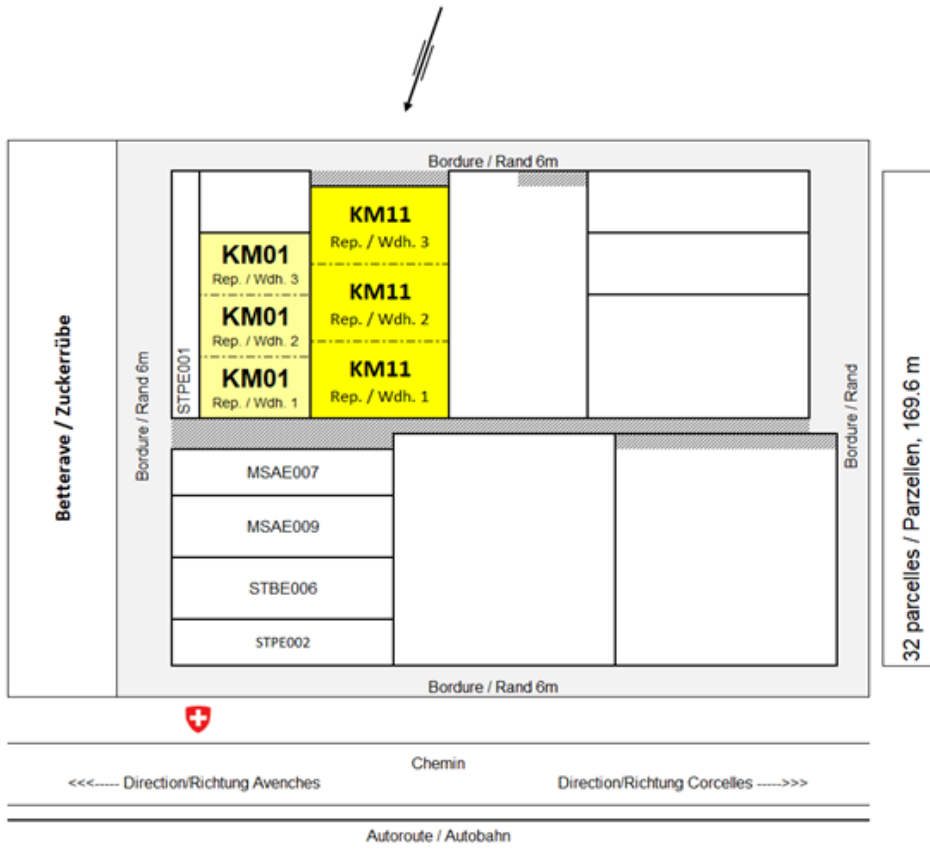 Bordure / Rand 6m
KM11
Rep. / Wdh. 3
KM01
Rep. / Wdh. 3
KM11
Rep. / Wdh. 2
KM01
Rep. / Wdh. 2
KM11
Rep. / Wdh. 1
KM01
Rep. / Wdh. 1
STPE001
Betterave / Zuckerrübe
Bordure / Rand 6m
Bordure / Rand
32 parcelles / Parzellen, 169.6 m
MSAE007
MSAE009
STBE006
STPE002
Bordure / Rand 6m
Chemin
<<<----- Direction/Richtung Avenches
Direction/Richtung Corcelles ----->>>
Autoroute / Autobahn